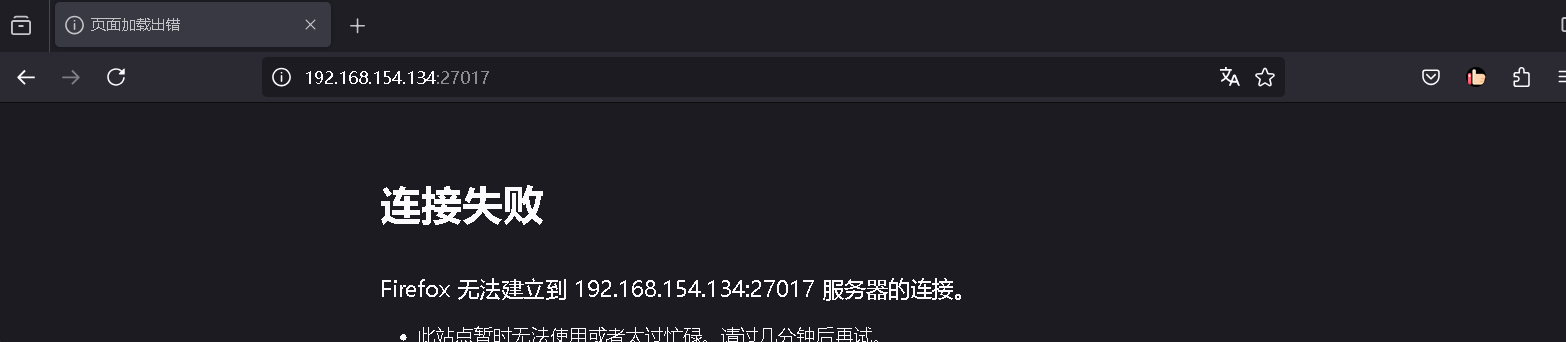 页面加载出错
192.168.154.134:27017
连接失败
Firefox 无法建立到 192.168.154.134:27017 服务器的连接。
此站点暂时无法使用或者太过忙碌。请过几分钟后再试。